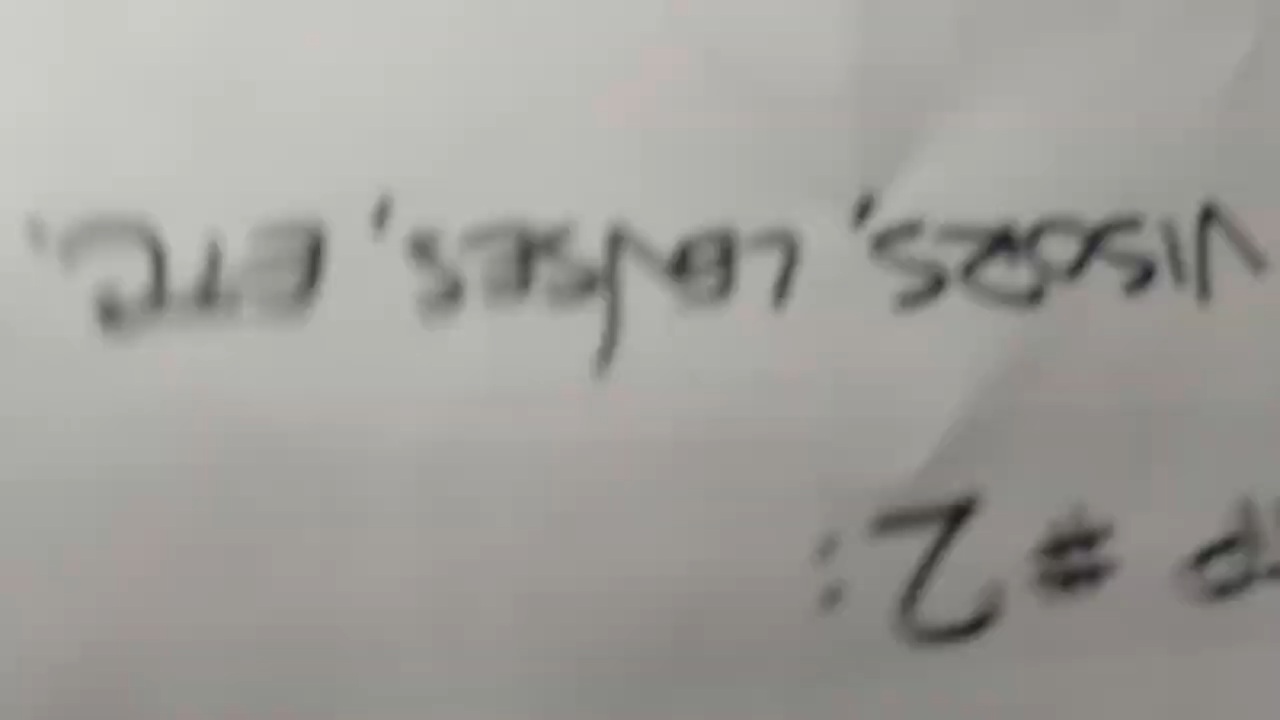 P #2:
VISORS, LENSES, ETC.